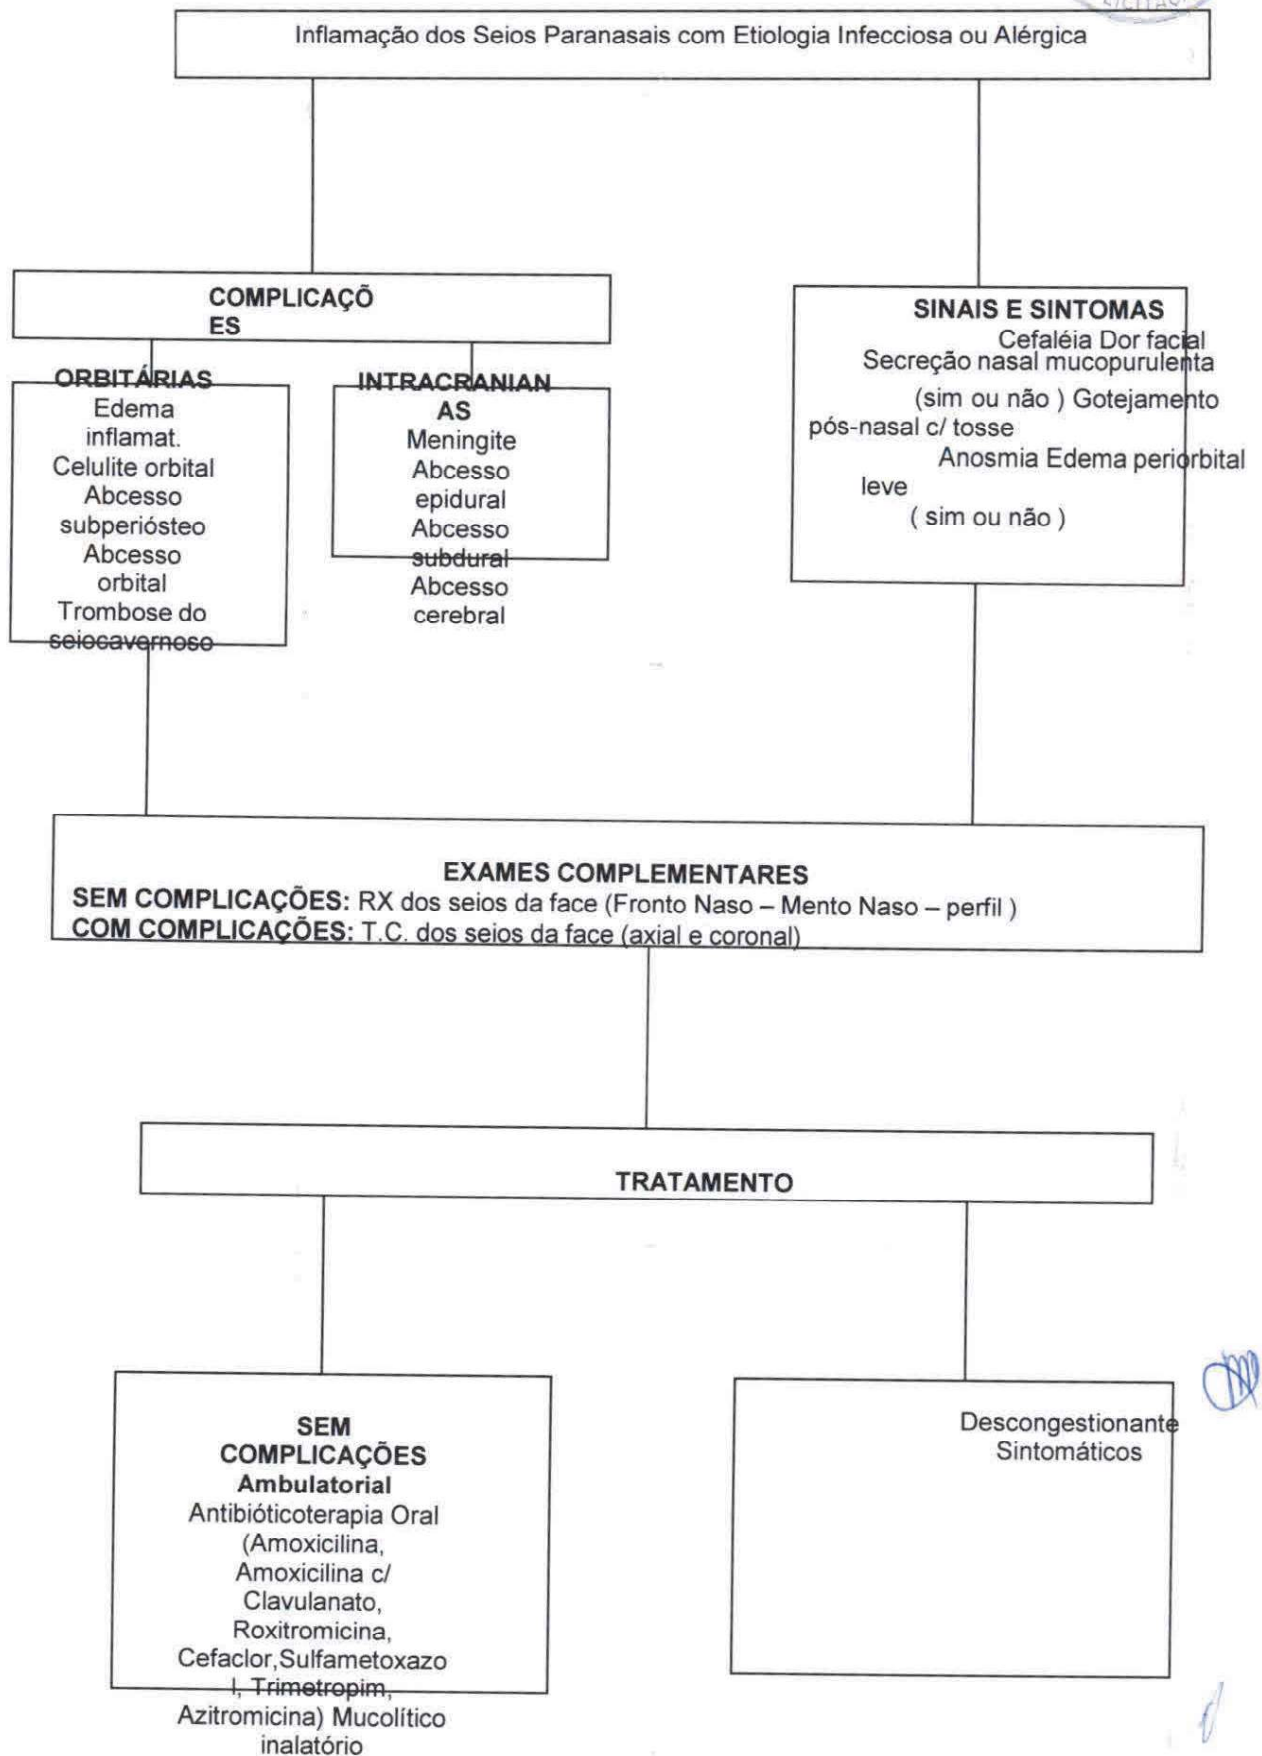 Inflamação dos Seios Paranasais com Etiologia Infecciosa ou Alérgica
COMPLICAÇÕ
ES
ORBITÁRIAS
Edema
inflamat.
Celulite orbital
Abcesso
subperiósteo
Abcesso
orbital
Trombose do
seiocavernoso
INTRACRANIAN
AS
Meningite
Abcesso
epidural
Abcesso
subdural
Abcesso
cerebral
SINAIS E SINTOMAS
Cefaléia Dor facial
Secreção nasal mucopurulenta
(sim ou não ) Gotejamento
pós-nasal c/ tosse
Anosmia Edema periorbital
leve
( sim ou não )
EXAMES COMPLEMENTARES
SEM COMPLICAÇÕES: RX dos seios da face (Fronto Naso – Mento Naso – perfil )
COM COMPLICAÇÕES: T.C. dos seios da face (axial e coronal)
TRATAMENTO
SEM
COMPLICAÇÕES
Ambulatorial
Antibióticoterapia Oral
(Amoxicilina,
Amoxicilina c/
Clavulanato,
Roxitromicina,
Cefaclor,Sulfametoxazo
l, Trimetropim,
Azitromicina) Mucolítico
inalatório
Descongestionante
Sintomáticos